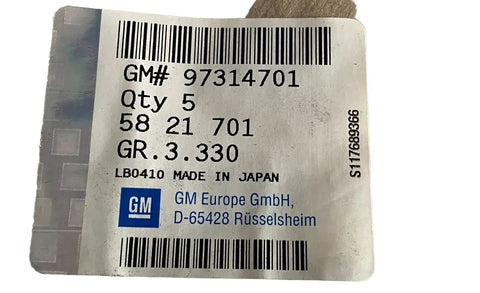 GM# 97314701
Qty 5
58 21 701
GR.3.330
LB0410 MADE IN JAPAN
GM
GM Europe GmbH,
D-65428 Rüsselsheim
S117689366